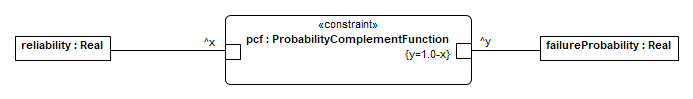 «constraint»
^x
^y
reliability : Real
pcf : ProbabilityComplementFunction
failureProbability : Real
{y=1.0-x}